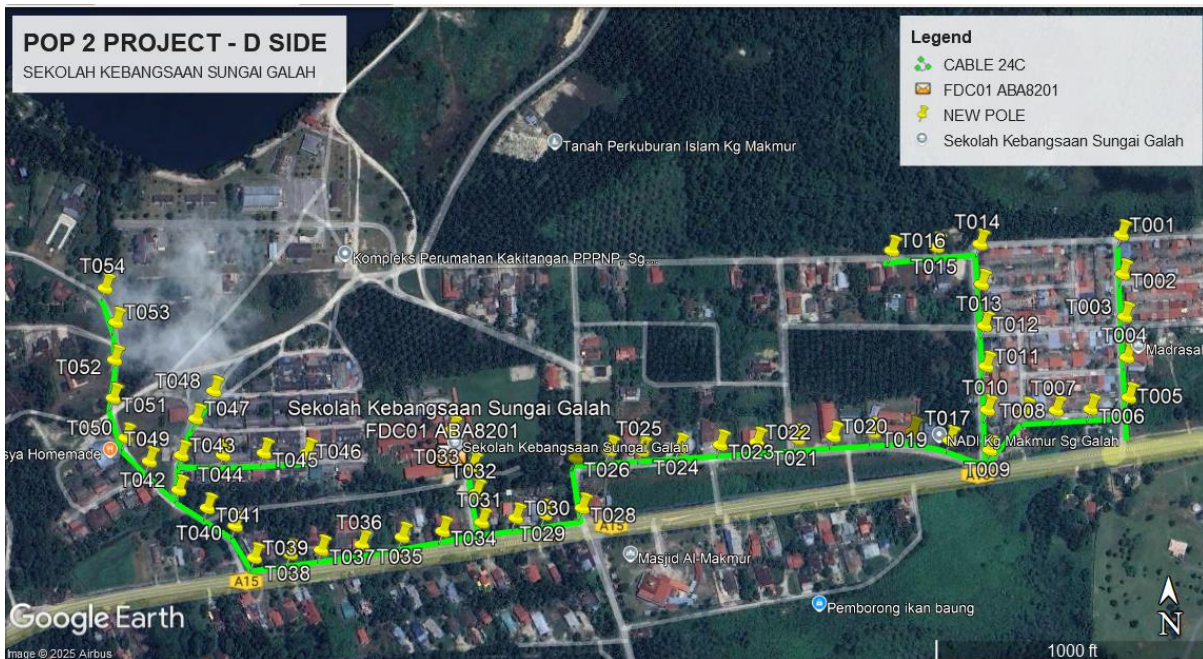 POP 2 PROJECT - D SIDE
SEKOLAH KEBANGSAAN SUNGAI GALAH
Legend
CABLE 24C
FDC01 ABA8201
NEW POLE
Sekolah Kebangsaan Sungai Galah
Tanah Perkuburan Islam Kg Makmur
Kompleks Perumahan Kakitangan PPPNP, Sg...
T016
T014
T001
T015
T002
T013
T003
T012
T004
Madrasah
T011
T005
T010
T007
T008
T006
T009
T017
NADI Kg Makmur Sg Galah
T019
T020
T022
T021
T023
T025
T024
T026
T028
T054
T053
T052
T051
T050
T049
T048
T047
sya Homemade
T043
T042
T044
T045
T046
Sekolah Kebangsaan Sungai Galah
FDC01 ABA8201
Sekolah Kebangsaan Sungai Galah
T033
T032
T031
T030
T029
T034
T036
T035
T037
T041
T040
T039
T038
A15
A15
Masjid Al-Makmur
Pemborong ikan baung
Google Earth
Image © 2025 Airbus
N
1000 ft